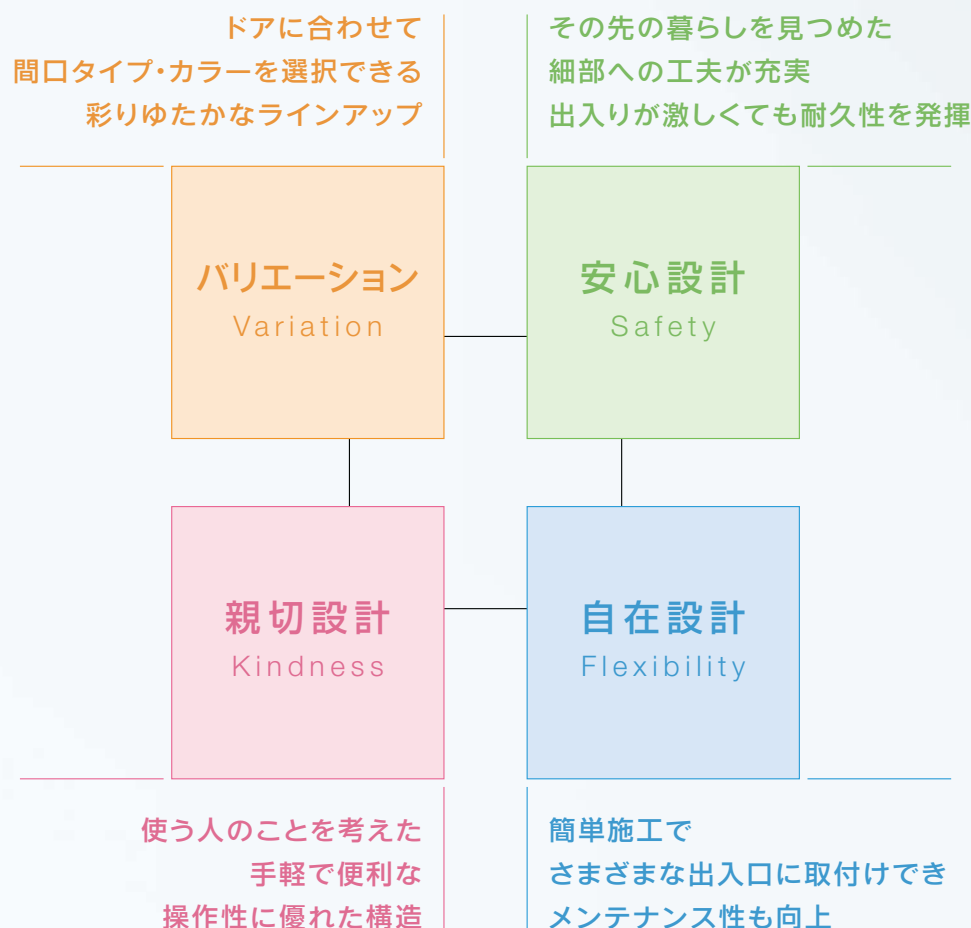 ドアに合わせて
間口タイプ・カラーを選択できる
彩りゆたかなラインアップ
その先の暮らしを見つめた
細部への工夫が充実
出入りが激しくても耐久性を発揮
バリエーション
Variation
安心設計
Safety
親切設計
Kindness
自在設計
Flexibility
使う人のことを考えた
手軽で便利な
操作性に優れた構造
簡単施工で
さまざまな出入口に取付けでき
メンテナンス性も向上